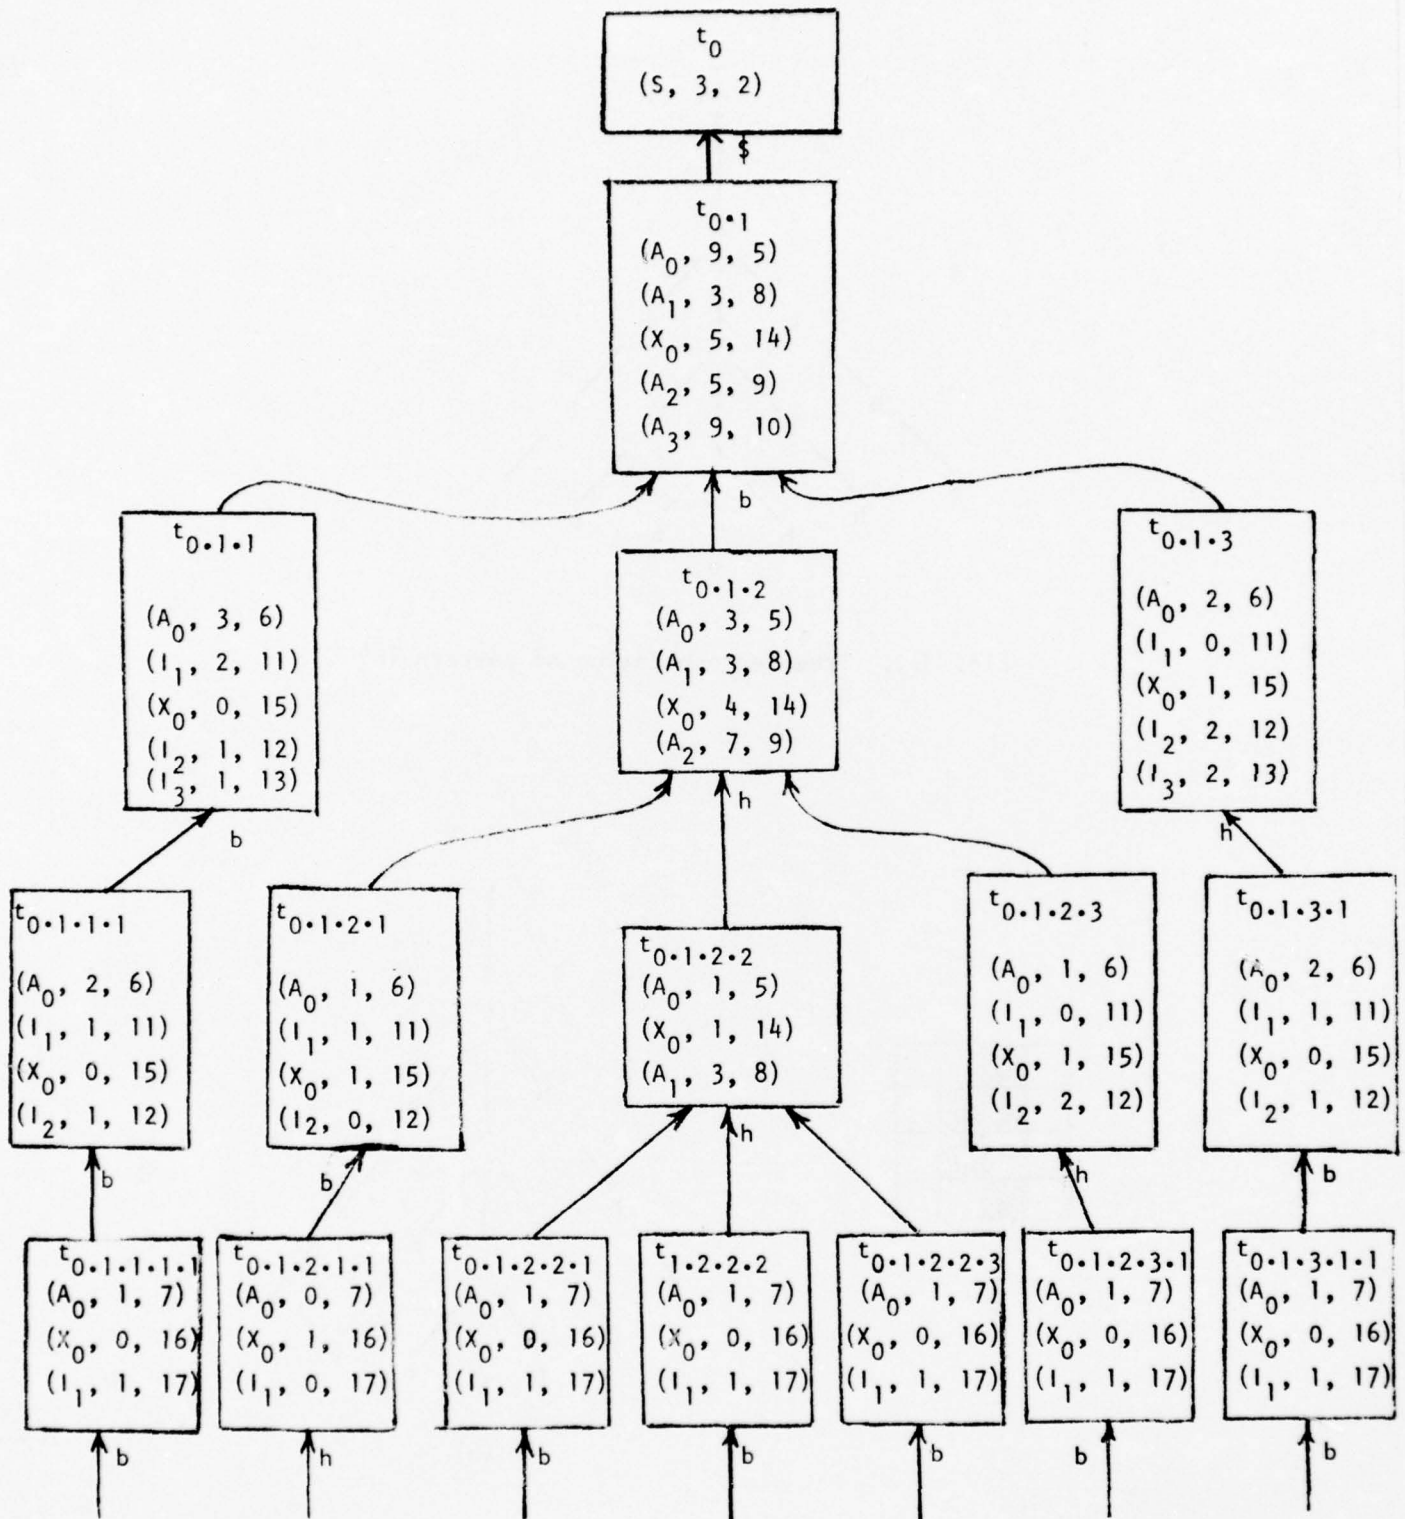 t0
(S, 3, 2)
$
t0·1
(A0, 9, 5)
(A1, 3, 8)
(X0, 5, 14)
(A2, 5, 9)
(A3, 9, 10)
b
t0·1·1
(A0, 3, 6)
(I1, 2, 11)
(X0, 0, 15)
(I2, 1, 12)
(I3, 1, 13)
b
t0·1·2
(A0, 3, 5)
(A1, 3, 8)
(X0, 4, 14)
(A2, 7, 9)
h
t0·1·3
(A0, 2, 6)
(I1, 0, 11)
(X0, 1, 15)
(I2, 2, 12)
(I3, 2, 13)
h
t0·1·1·1
(A0, 2, 6)
(I1, 1, 11)
(X0, 0, 15)
(I2, 1, 12)
b
t0·1·2·1
(A0, 1, 6)
(I1, 1, 11)
(X0, 1, 15)
(I2, 0, 12)
b
t0·1·2·2
(A0, 1, 5)
(X0, 1, 14)
(A1, 3, 8)
h
t0·1·2·3
(A0, 1, 6)
(I1, 0, 11)
(X0, 1, 15)
(I2, 2, 12)
h
t0·1·3·1
(A0, 2, 6)
(I1, 1, 11)
(X0, 0, 15)
(I2, 1, 12)
b
t0·1·1·1·1
(A0, 1, 7)
(X0, 0, 16)
(I1, 1, 17)
b
t0·1·2·1·1
(A0, 0, 7)
(X0, 1, 16)
(I1, 0, 17)
h
t0·1·2·2·1
(A0, 1, 7)
(X0, 0, 16)
(I1, 1, 17)
b
t1·2·2·2
(A0, 1, 7)
(X0, 0, 16)
(I1, 1, 17)
b
t0·1·2·2·3
(A0, 1, 7)
(X0, 0, 16)
(I1, 1, 17)
b
t0·1·2·3·1
(A0, 1, 7)
(X0, 0, 16)
(I1, 1, 17)
b
t0·1·3·1·1
(A0, 1, 7)
(X0, 0, 16)
(I1, 1, 17)
b